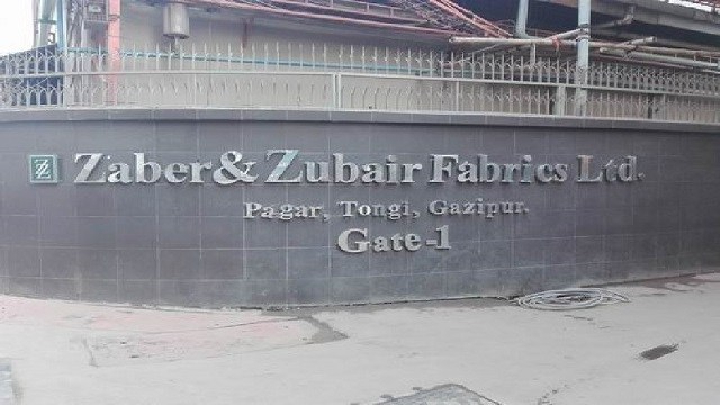 Z Zaber & Zubair Fabrics Ltd.
Pagar, Tongi, Gazipur.
Gate-1